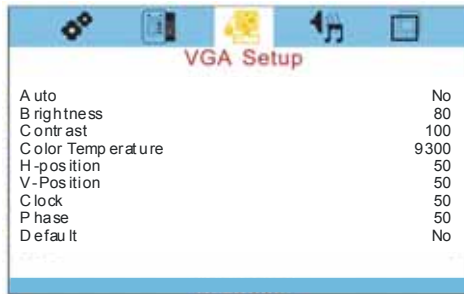 VGA Setup
Auto No
Brightness 80
Contrast 100
Color Temperature 9300
H-position 50
V-Position 50
Clock 50
Phase 50
Default No